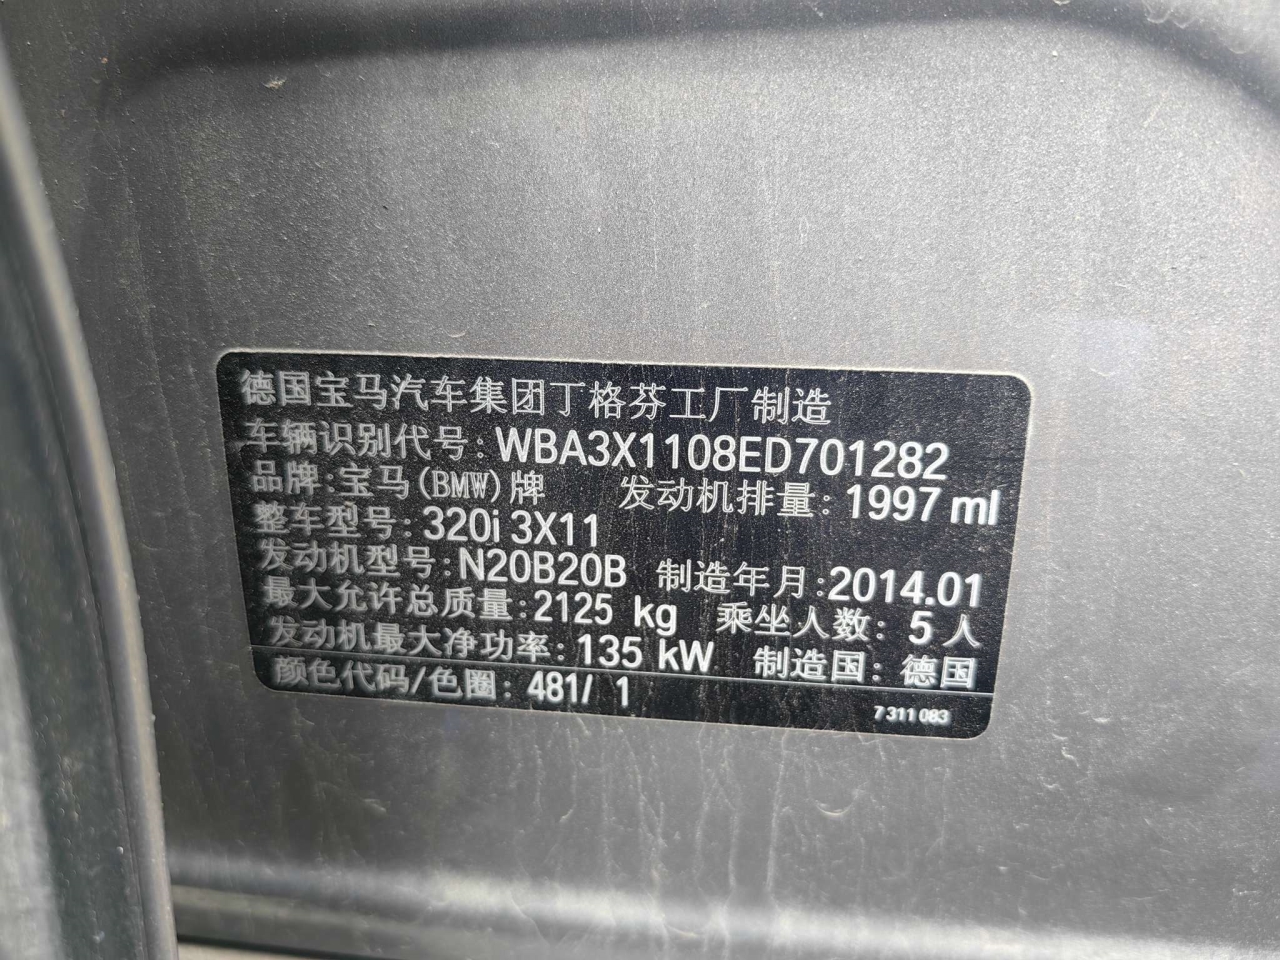 德国宝马汽车集团丁格芬工厂制造
车辆识别代号: WBA3X1108ED701282
品牌: 宝马(BMW)牌 发动机排量: 1997 ml
整车型号: 320i 3X11
发动机型号: N20B20B 制造年月: 2014.01
最大允许总质量: 2125 kg 乘坐人数: 5人
发动机最大净功率: 135 kW 制造国: 德国
颜色代码/色圈: 481/ 1
7311083